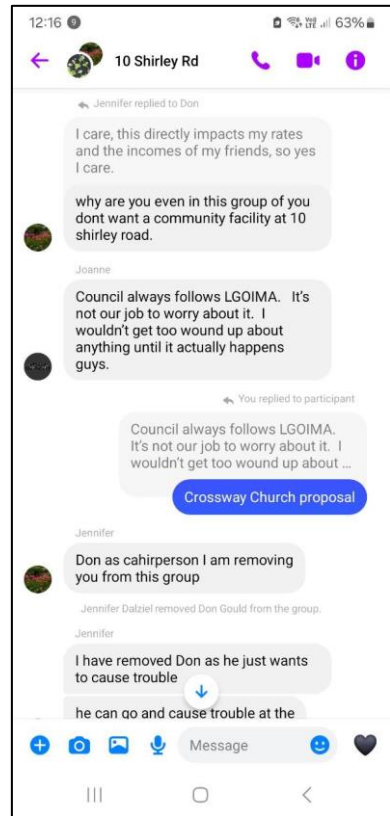 12:16 9 Vo) LTE 63%
10 Shirley Rd
Jennifer replied to Don
I care, this directly impacts my rates
and the incomes of my friends, so yes
I care.
why are you even in this group of you
dont want a community facility at 10
shirley road.
Joanne
Council always follows LGOIMA. It's
not our job to worry about it. I
wouldn't get too wound up about
anything until it actually happens
guys.
You replied to participant
Council always follows LGOIMA.
It's not our job to worry about it. I
wouldn't get too wound up about ...
Crossway Church proposal
Jennifer
Don as cahirperson I am removing
you from this group
Jennifer Dalziel removed Don Gould from the group.
Jennifer
I have removed Don as he just wants
to cause trouble
he can go and cause trouble at the
Message